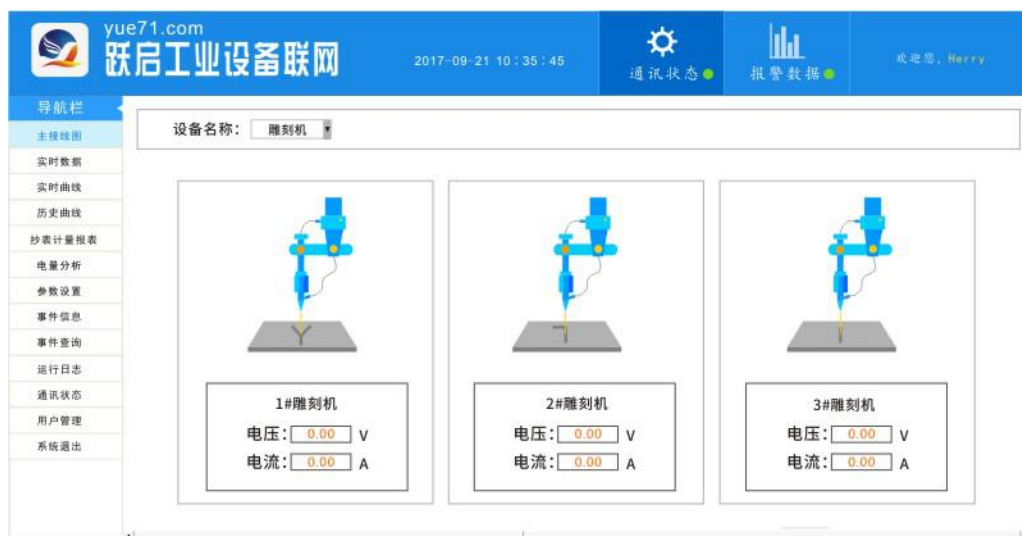 yue71.com
跃启工业设备联网
2017-09-21 10:35:45
通讯状态
报警数据
欢迎您, Herry
导航栏
主接线图
实时数据
实时曲线
历史曲线
抄表计量报表
电量分析
参数设置
事件信息
事件查询
运行日志
通讯状态
用户管理
系统退出
设备名称: 雕刻机
1#雕刻机
电压: 0.00 V
电流: 0.00 A
2#雕刻机
电压: 0.00 V
电流: 0.00 A
3#雕刻机
电压: 0.00 V
电流: 0.00 A